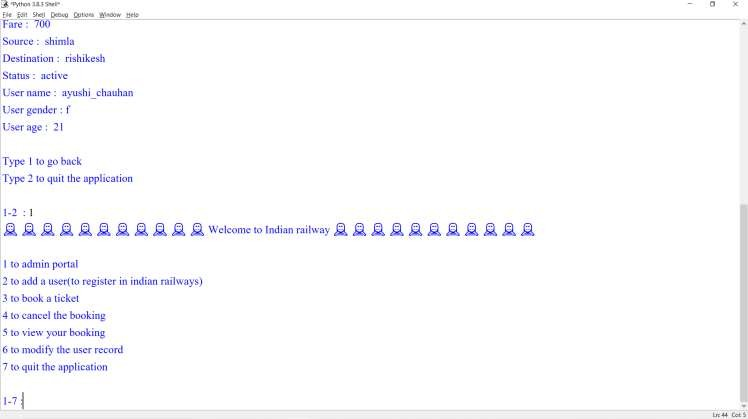 *Python 3.8.3 Shell*
File Edit Shell Debug Options Window Help
Fare : 700
Source : shimla
Destination : rishikesh
Status : active
User name : ayushi_chauhan
User gender : f
User age : 21
Type 1 to go back
Type 2 to quit the application
1-2 : 1
Welcome to Indian railway
1 to admin portal
2 to add a user(to register in indian railways)
3 to book a ticket
4 to cancel the booking
5 to view your booking
6 to modify the user record
7 to quit the application
1-7 :
Ln: 44 Col: 5